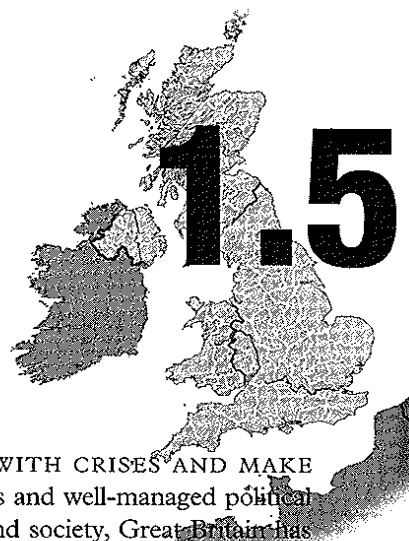 1.5
WITH CRISES AND MAKE
s and well-managed political
nd society, Great Britain has